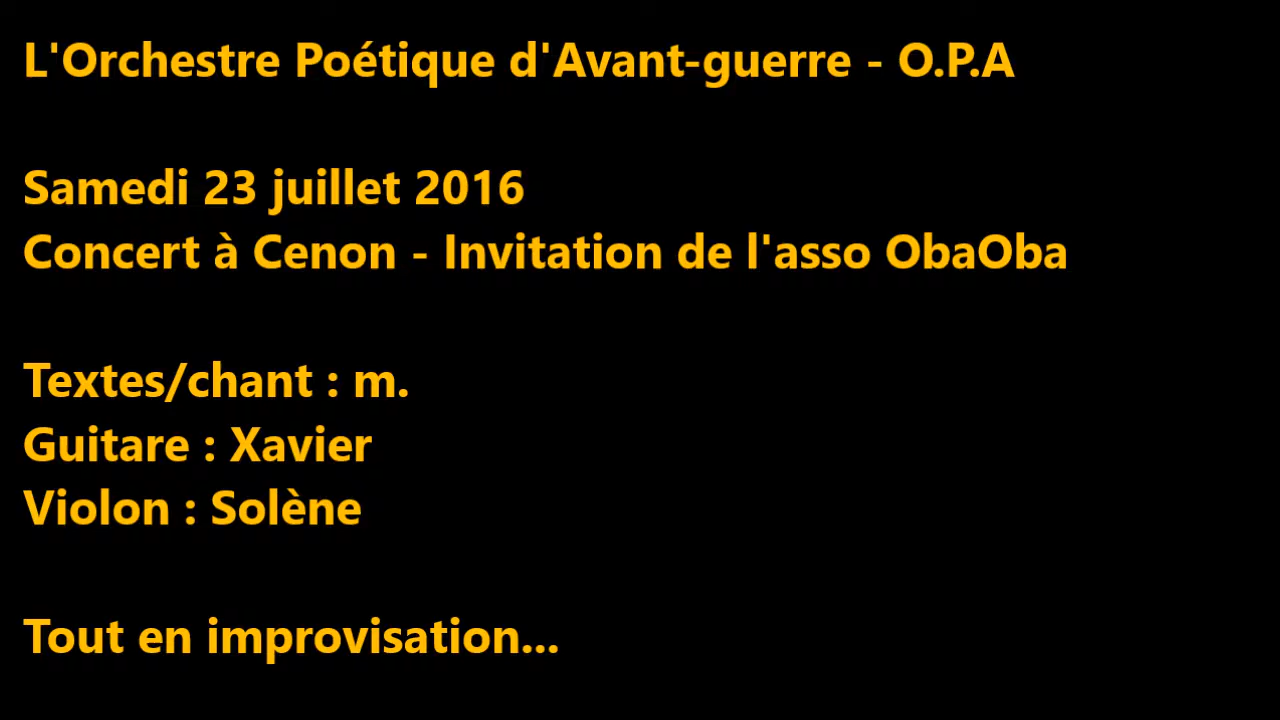 L'Orchestre Poétique d'Avant-guerre - O.P.A
Samedi 23 juillet 2016
Concert à Cenon - Invitation de l'asso ObaOba
Textes/chant : m.
Guitare : Xavier
Violon : Solène
Tout en improvisation...